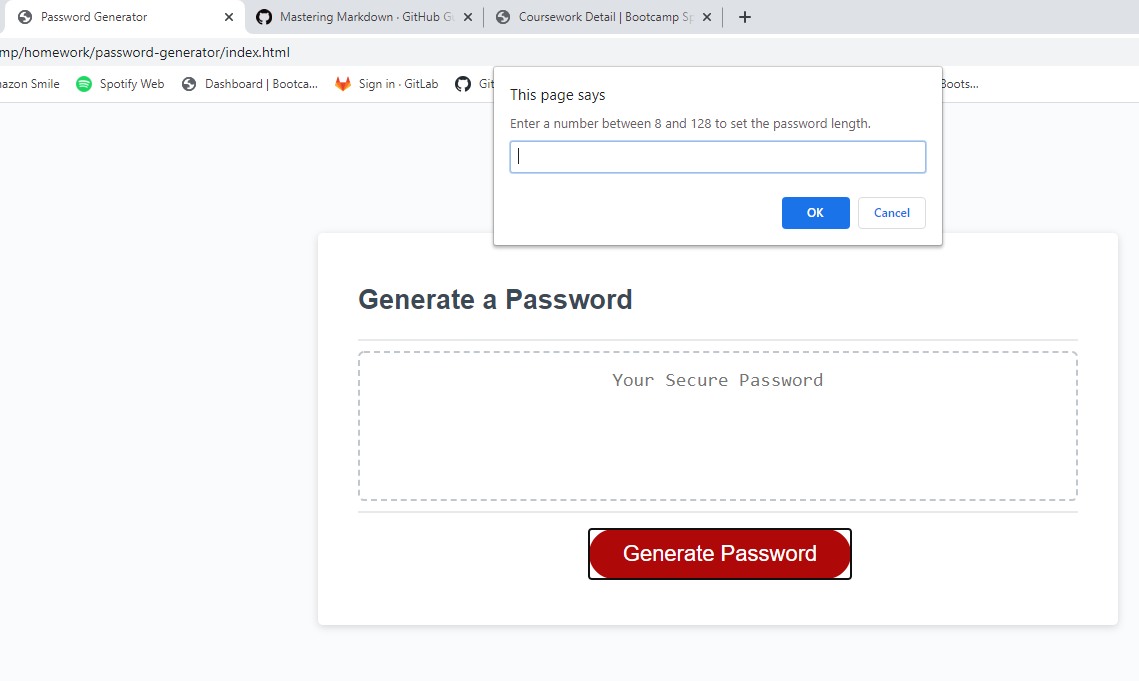 Password Generator
Mastering Markdown · GitHub Gu
Coursework Detail | Bootcamp Sp
mp/homework/password-generator/index.html
azon Smile
Spotify Web
Dashboard | Bootca...
Sign in · GitLab
Git
Boots...
This page says
Enter a number between 8 and 128 to set the password length.
OK
Cancel
Generate a Password
Your Secure Password
Generate Password